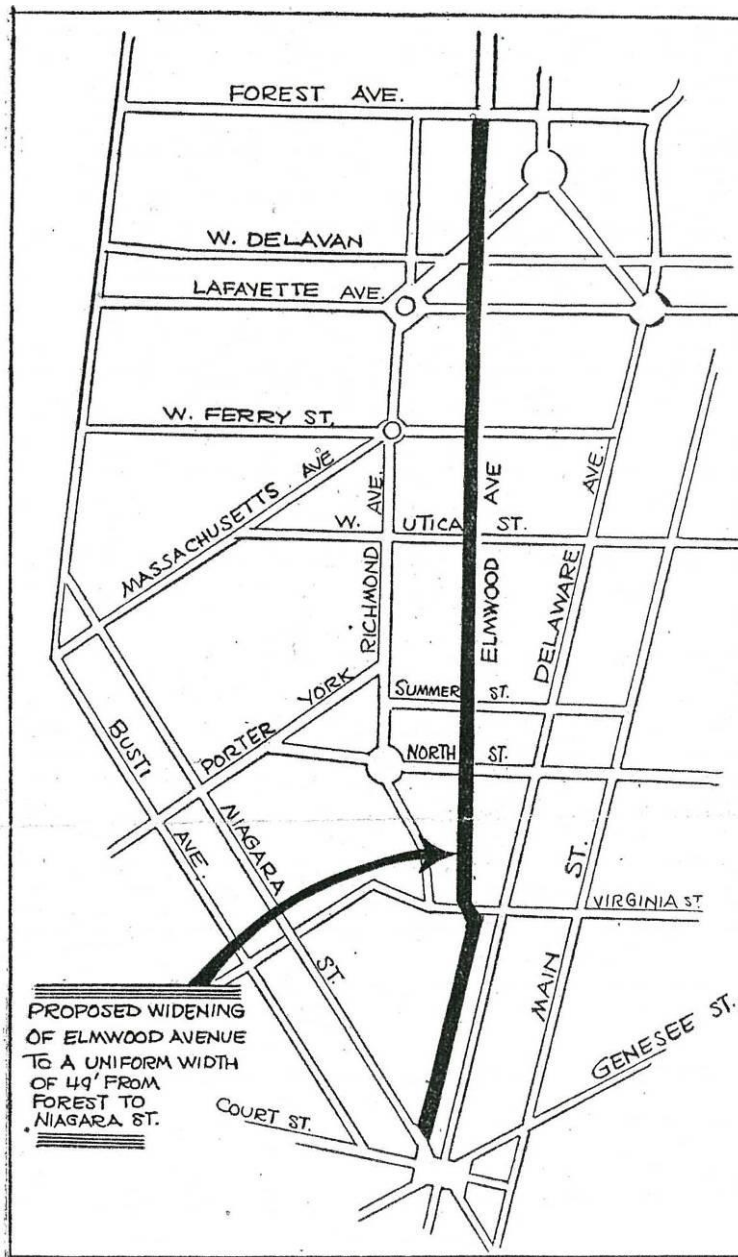 FOREST AVE.
W. DELAVAN
LAFAYETTE AVE.
W. FERRY ST.
MASSACHUSETTS AVE
W. UTICA ST.
RICHMOND AVE.
ELMWOOD AVE
DELAWARE AVE.
SUMMER ST.
PORTER YORK
NORTH ST.
BUSTI AVE.
NIAGARA ST.
VIRGINIA ST
MAIN ST.
GENESEE ST.
COURT ST.
PROPOSED WIDENING
OF ELMWOOD AVENUE
TO A UNIFORM WIDTH
OF 49' FROM
FOREST TO
NIAGARA ST.